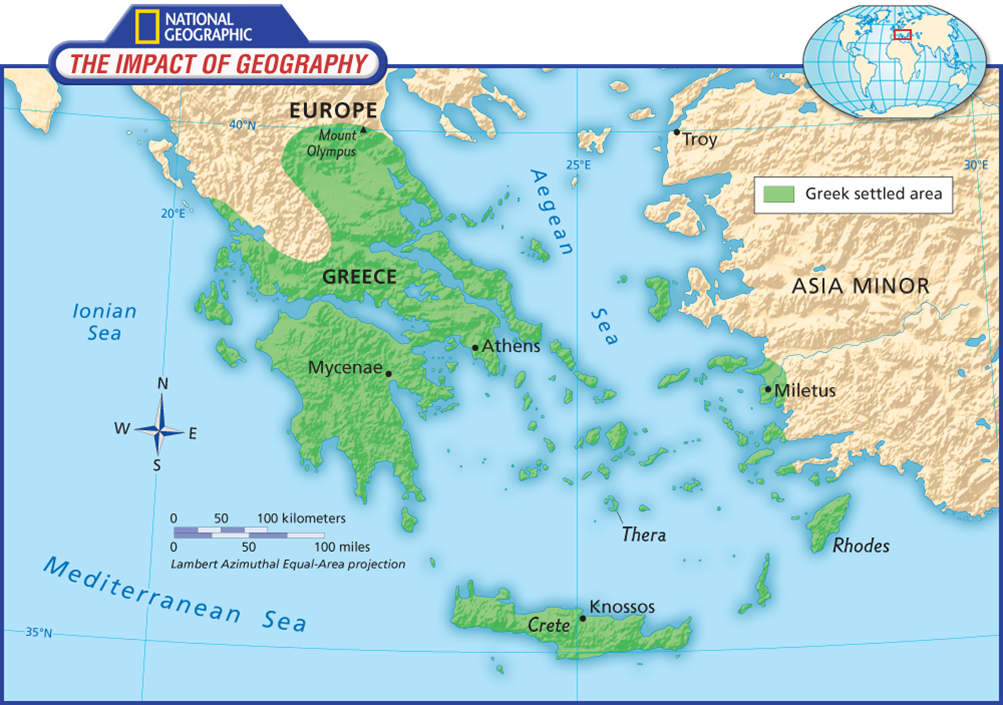 NATIONAL
GEOGRAPHIC
THE IMPACT OF GEOGRAPHY
EUROPE
40°N
Mount
Olympus
Troy
25°E
30°E
Aegean
Sea
Greek settled area
20°E
GREECE
ASIA MINOR
Ionian
Sea
Athens
Mycenae
Miletus
N
W
E
S
0 50 100 kilometers
0 50 100 miles
Lambert Azimuthal Equal-Area projection
Thera
Rhodes
Mediterranean Sea
Knossos
Crete
35°N